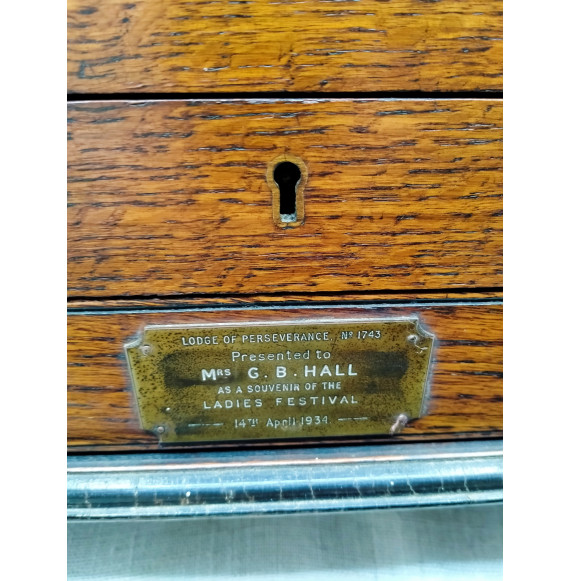 LODGE OF PERSEVERANCE, Nº 1743
Presented to
MRS G. B. HALL
AS A SOUVENIR OF THE
LADIES FESTIVAL
14TH April 1934